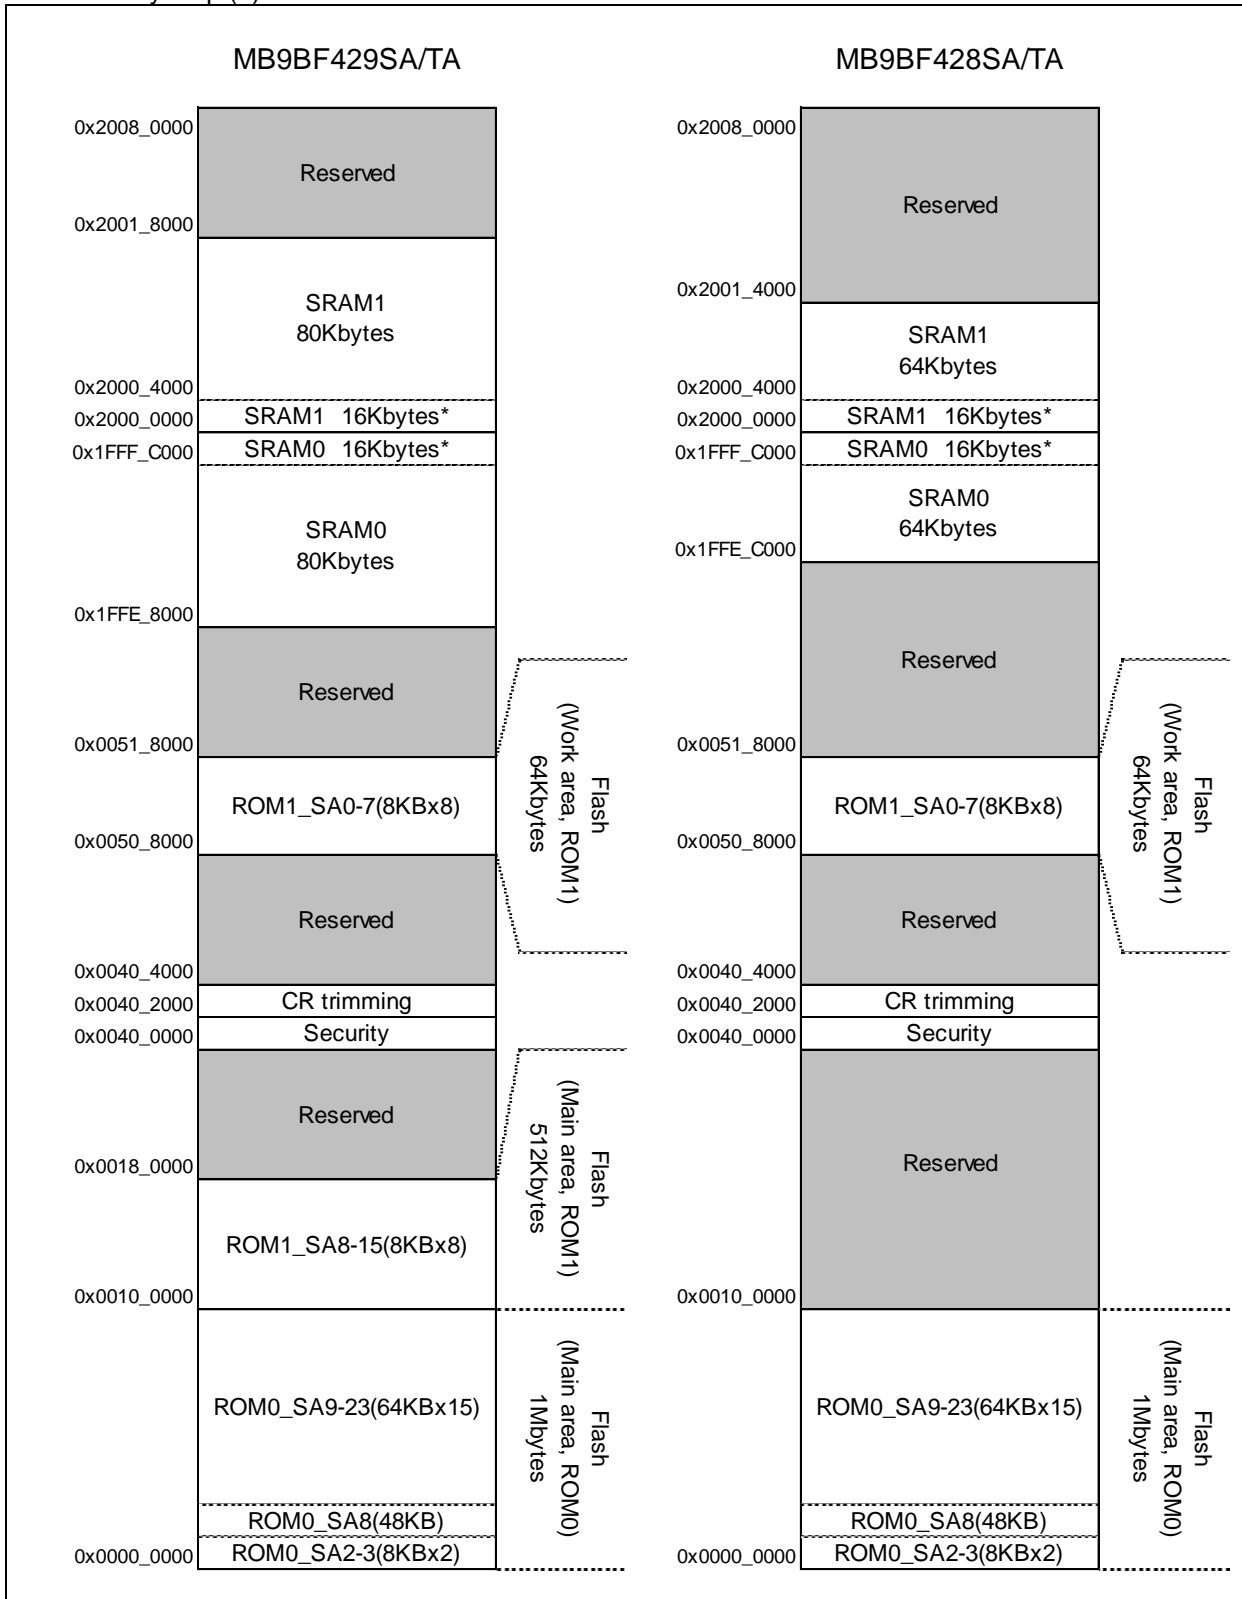 MB9BF429SA/TA
0x2008_0000
Reserved
0x2001_8000
SRAM1
80Kbytes
0x2000_4000
SRAM1 16Kbytes*
0x2000_0000
SRAM0 16Kbytes*
0x1FFF_C000
SRAM0
80Kbytes
0x1FFE_8000
Reserved
0x0051_8000
ROM1_SA0-7(8KBx8)
0x0050_8000
Flash
(Work area, ROM1)
64Kbytes
Reserved
0x0040_4000
CR trimming
0x0040_2000
Security
0x0040_0000
Reserved
0x0018_0000
Flash
(Main area, ROM1)
512Kbytes
ROM1_SA8-15(8KBx8)
0x0010_0000
ROM0_SA9-23(64KBx15)
Flash
(Main area, ROM0)
1Mbytes
ROM0_SA8(48KB)
ROM0_SA2-3(8KBx2)
0x0000_0000
MB9BF428SA/TA
0x2008_0000
Reserved
0x2001_4000
SRAM1
64Kbytes
0x2000_4000
SRAM1 16Kbytes*
0x2000_0000
SRAM0 16Kbytes*
0x1FFF_C000
SRAM0
64Kbytes
0x1FFE_C000
Reserved
0x0051_8000
ROM1_SA0-7(8KBx8)
0x0050_8000
Flash
(Work area, ROM1)
64Kbytes
Reserved
0x0040_4000
CR trimming
0x0040_2000
Security
0x0040_0000
Reserved
0x0010_0000
ROM0_SA9-23(64KBx15)
Flash
(Main area, ROM0)
1Mbytes
ROM0_SA8(48KB)
ROM0_SA2-3(8KBx2)
0x0000_0000